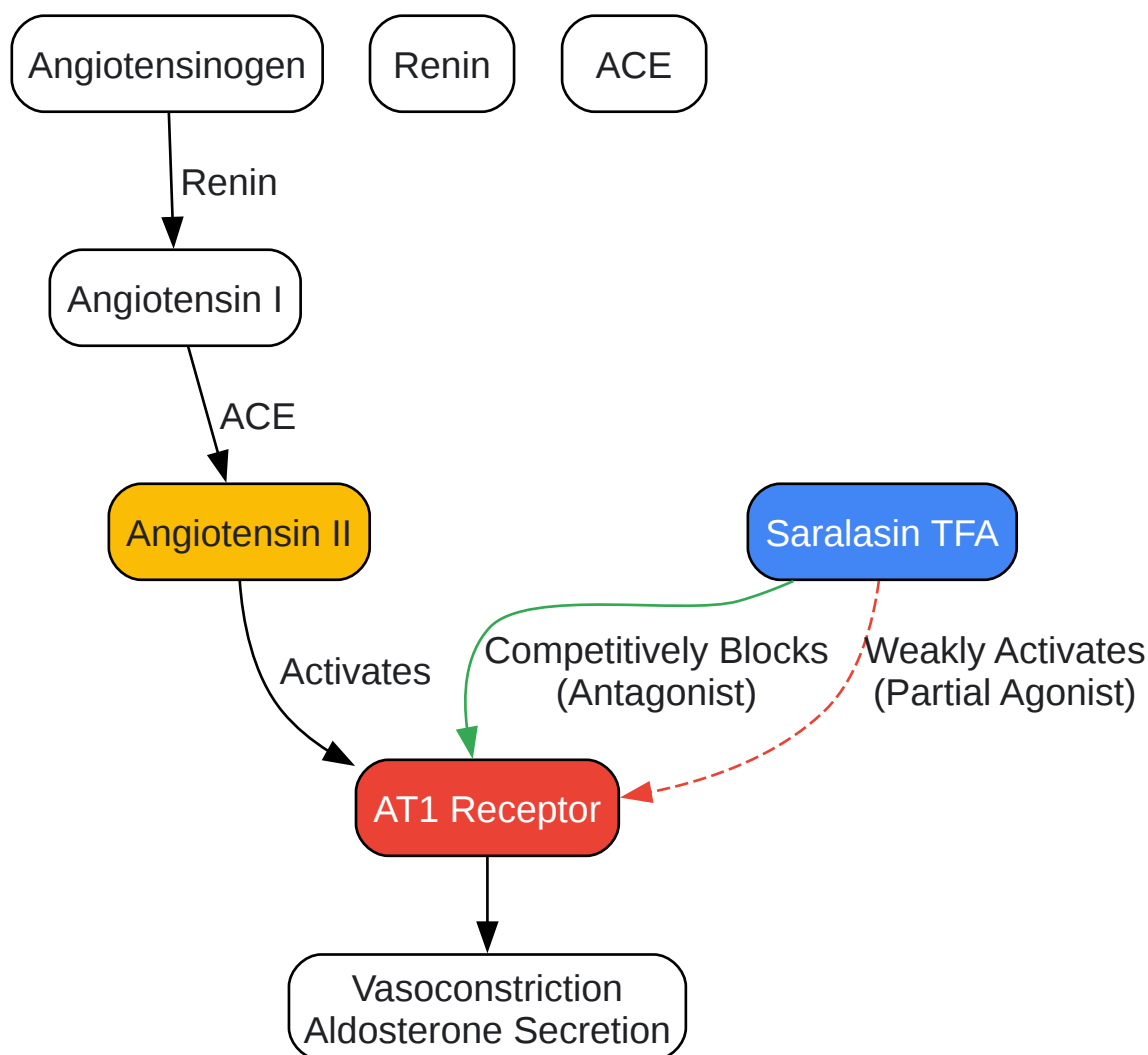 Angiotensinogen
Renin
ACE
Renin
Angiotensin I
ACE
Angiotensin II
Saralasin TFA
Activates
Competitively Blocks
(Antagonist)
Weakly Activates
(Partial Agonist)
AT1 Receptor
Vasoconstriction
Aldosterone Secretion